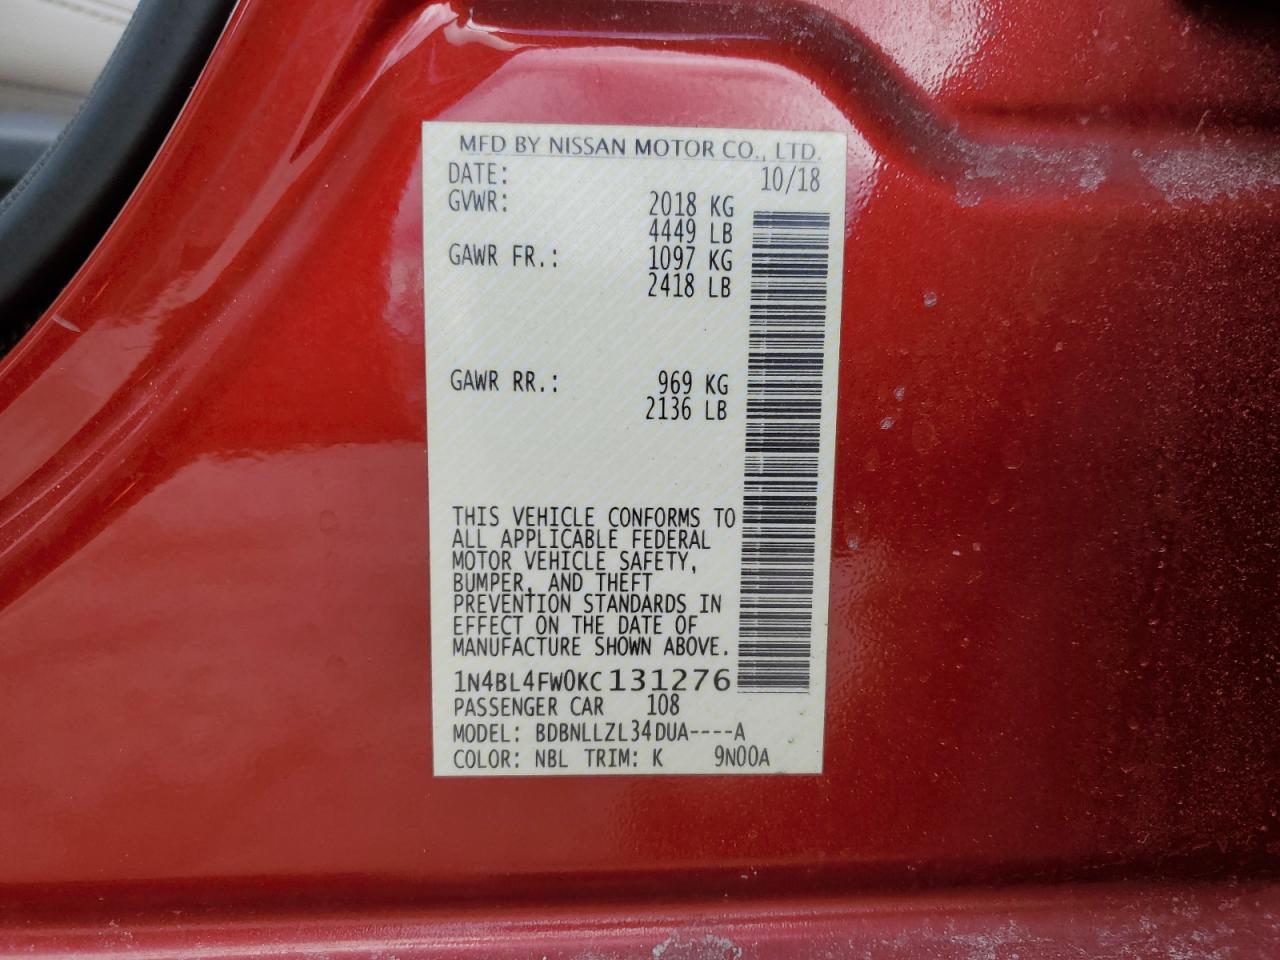 MFD BY NISSAN MOTOR CO., LTD.
DATE: 10/18
GVWR: 2018 KG
4449 LB
GAWR FR.: 1097 KG
2418 LB
GAWR RR.: 969 KG
2136 LB
THIS VEHICLE CONFORMS TO
ALL APPLICABLE FEDERAL
MOTOR VEHICLE SAFETY,
BUMPER, AND THEFT
PREVENTION STANDARDS IN
EFFECT ON THE DATE OF
MANUFACTURE SHOWN ABOVE.
1N4BL4FW0KC131276
PASSENGER CAR 108
MODEL: BDBNLLZL34DUA----A
COLOR: NBL TRIM: K 9N00A